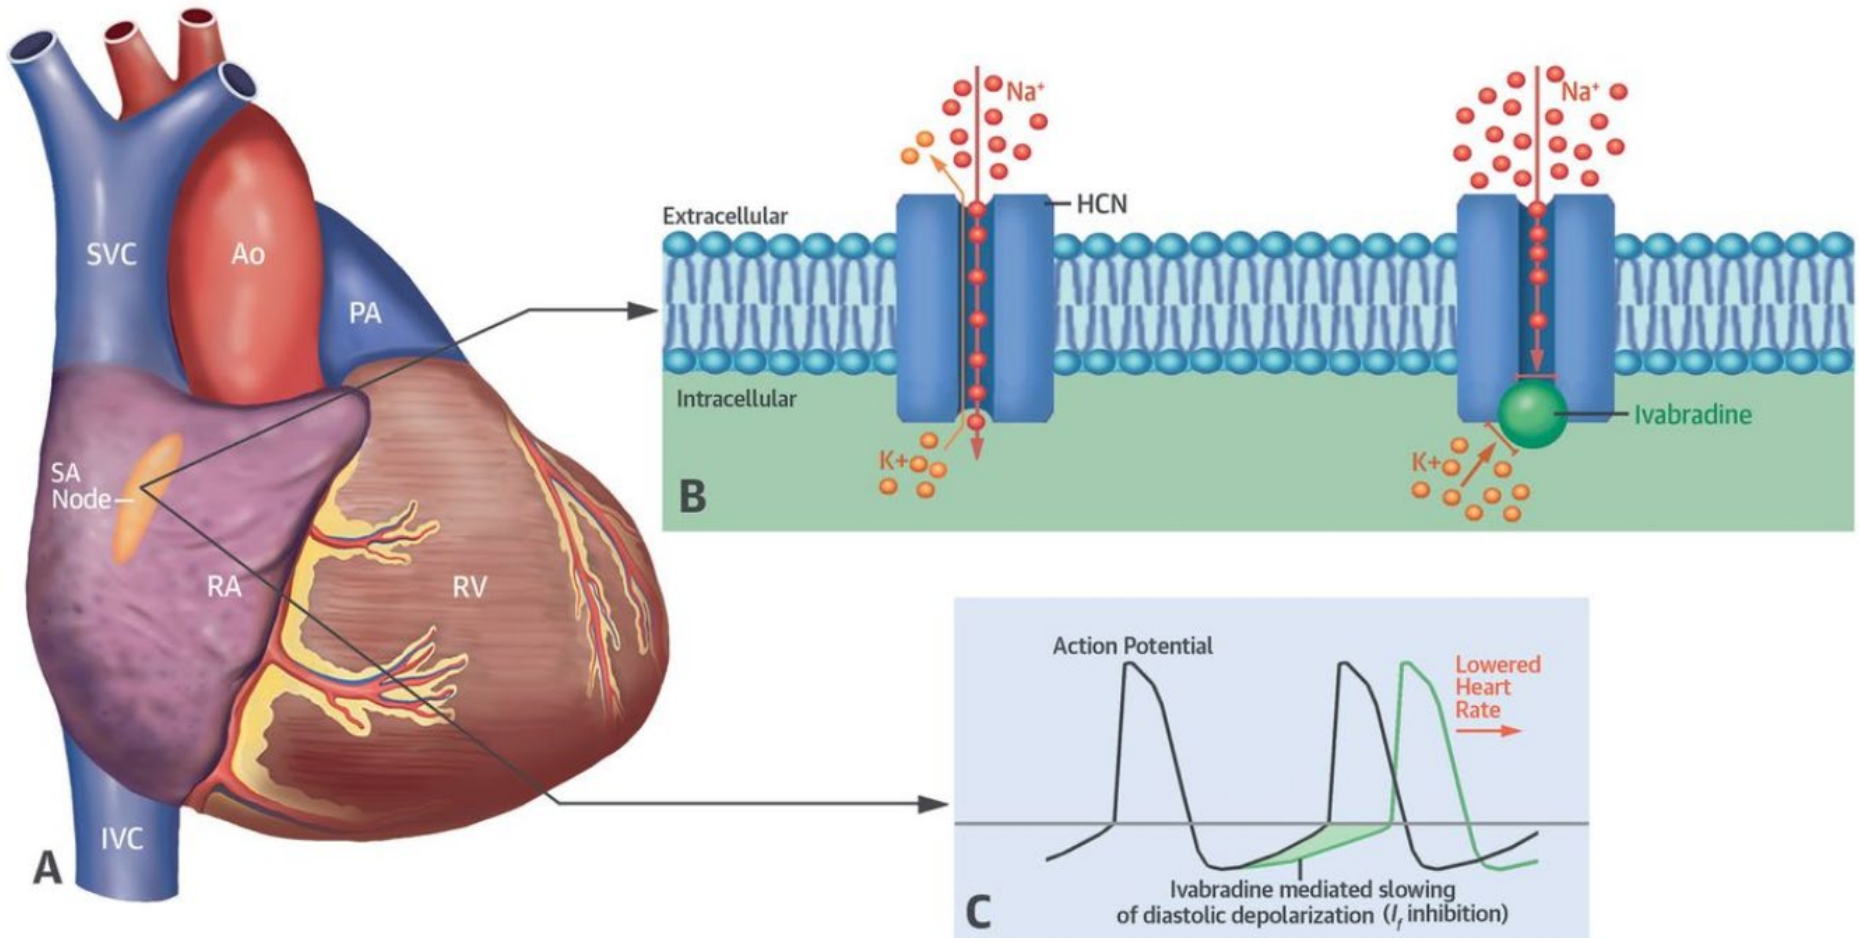 SVC
Ao
PA
SA
Node
RA
RV
IVC
A
Extracellular
Intracellular
Na⁺
HCN
K+
Na⁺
Ivabradine
K+
B
Action Potential
Lowered
Heart
Rate
Ivabradine mediated slowing
of diastolic depolarization (If inhibition)
C